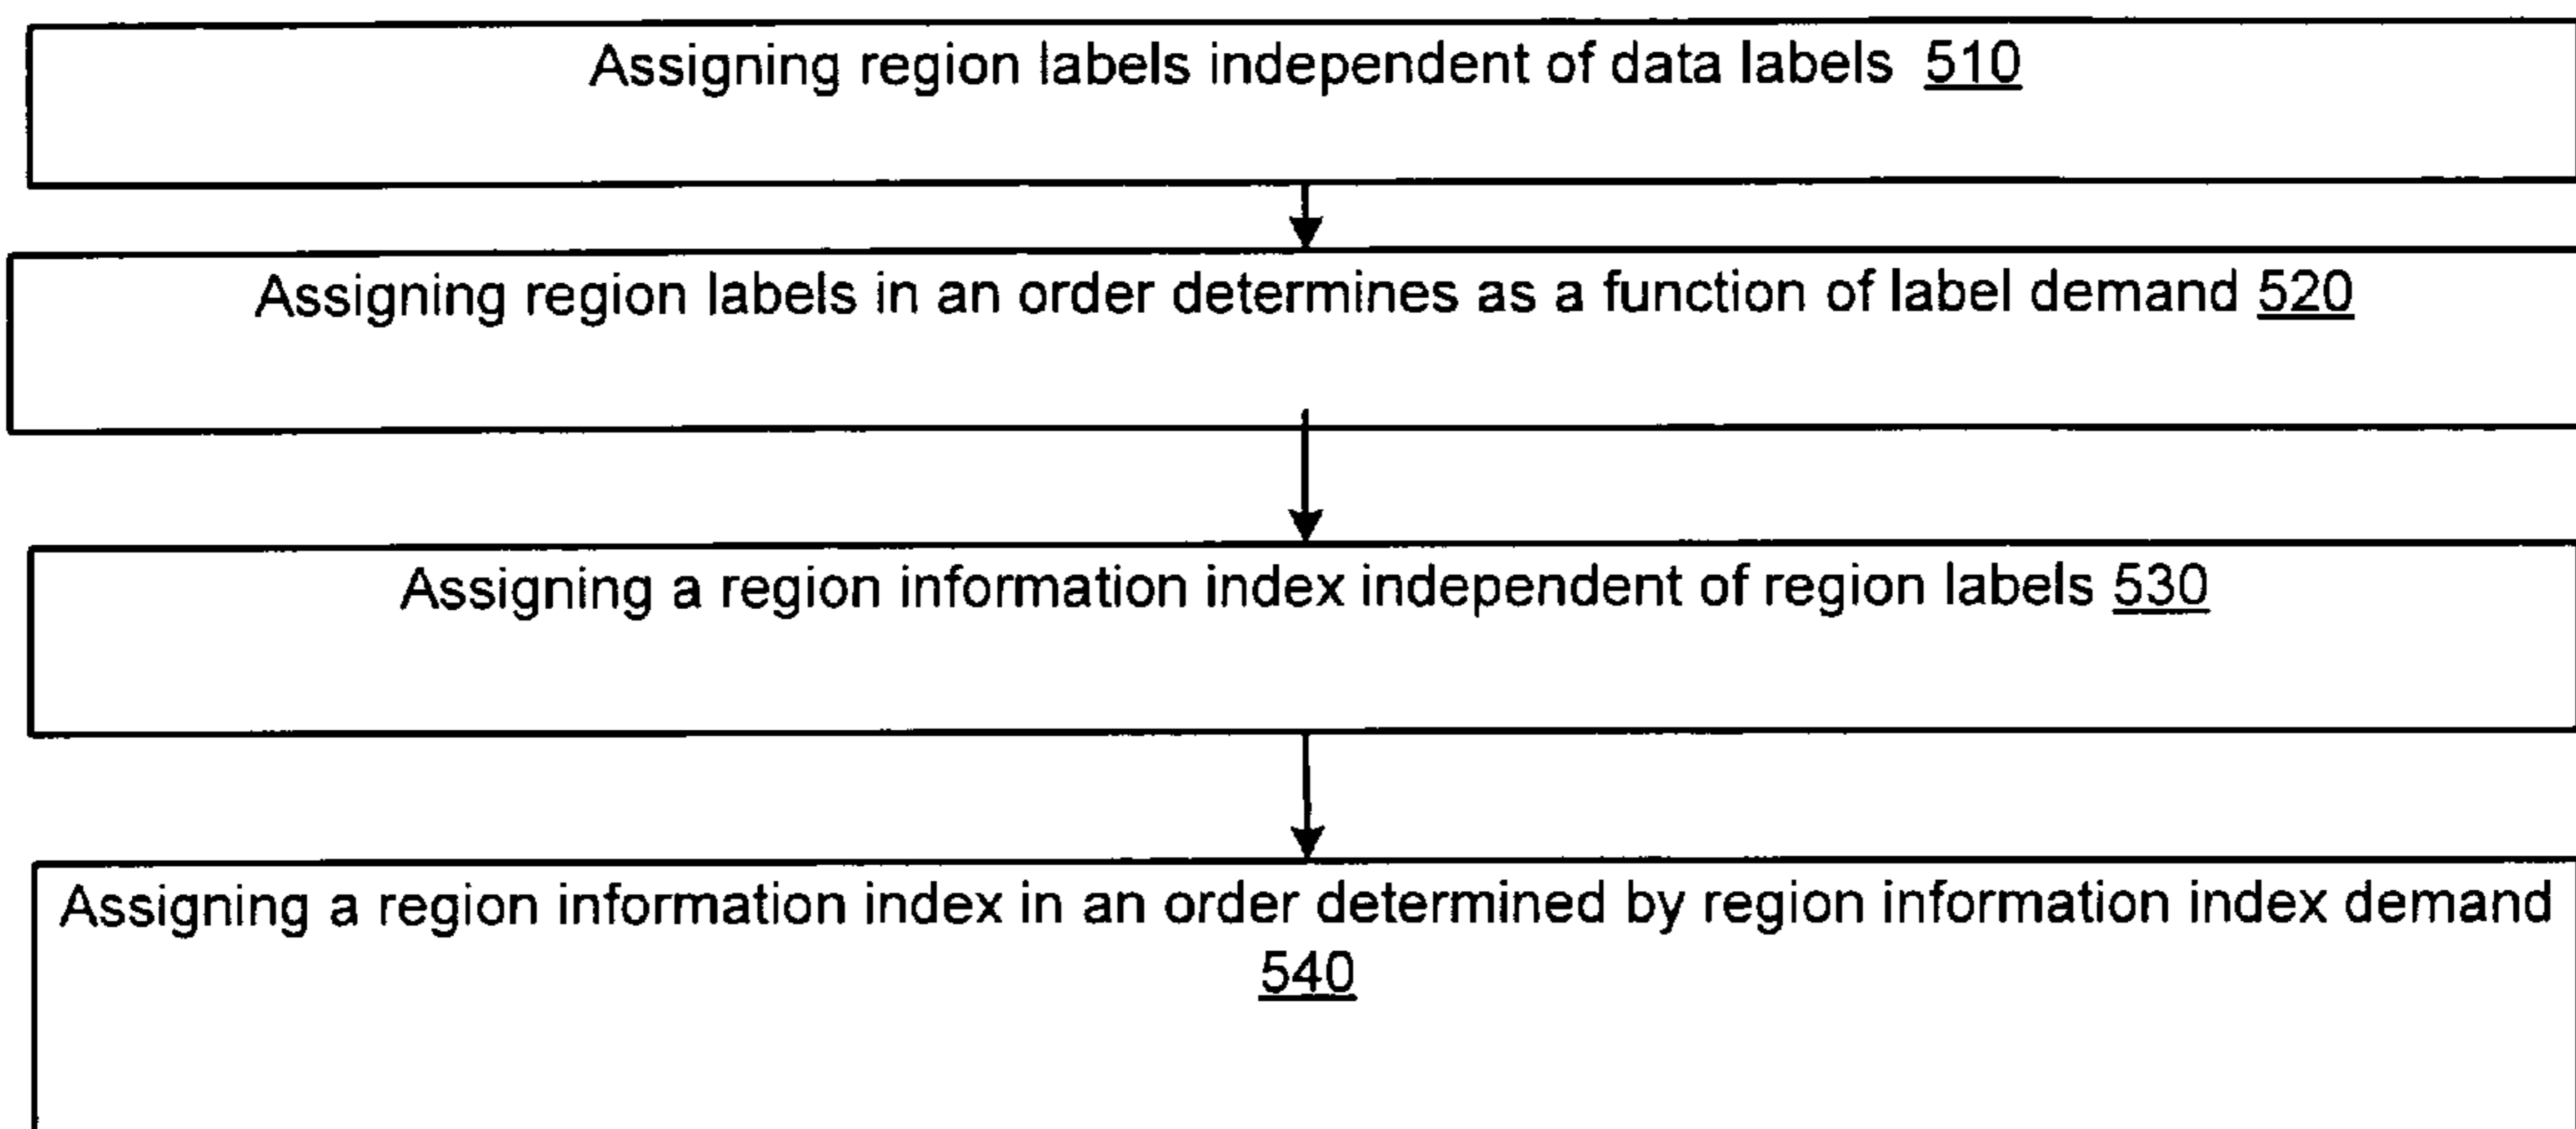 Assigning region labels independent of data labels 510
Assigning region labels in an order determines as a function of label demand 520
Assigning a region information index independent of region labels 530
Assigning a region information index in an order determined by region information index demand
540